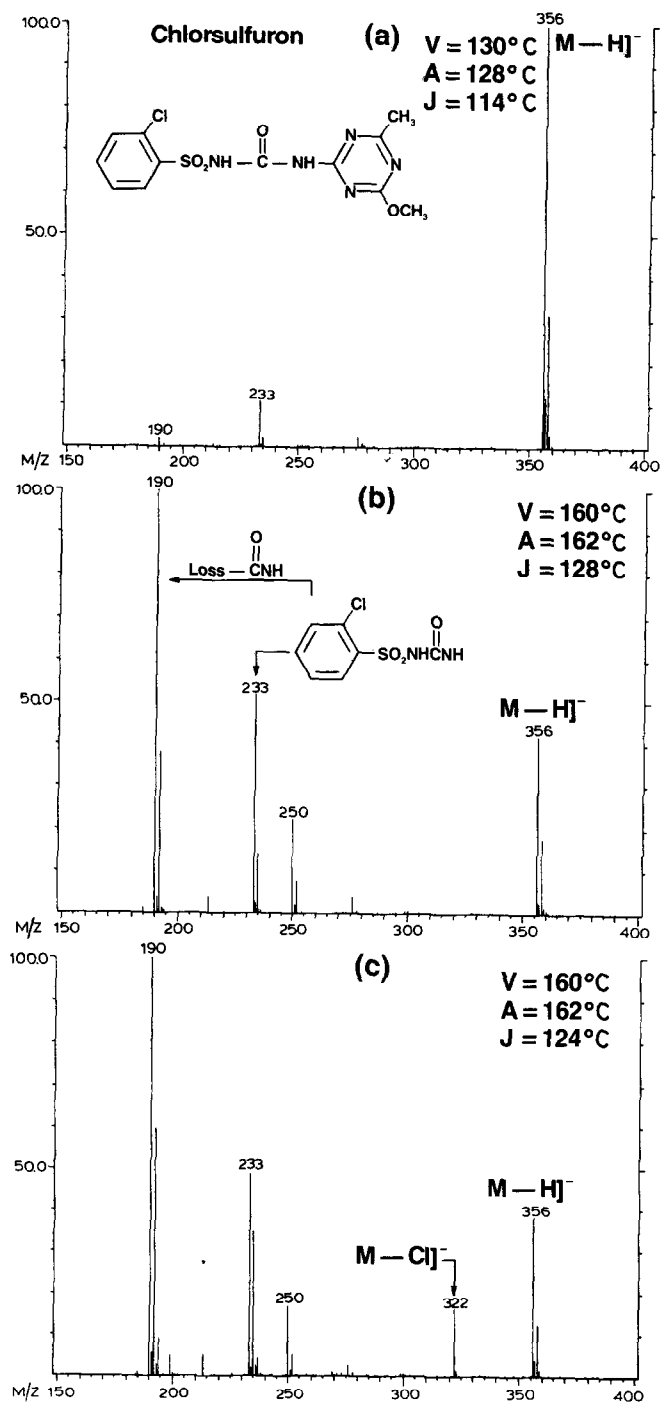 100.0
Chlorsulfuron
(a)
V = 130°C
A = 128°C
J = 114°C
356
M — H]⁻
Cl
SO₂NH — C — NH
O
N
N
N
CH₃
OCH₃
50.0
233
190
M/Z 150
200
250
300
350
400
100.0
190
(b)
V = 160°C
A = 162°C
J = 128°C
O
Loss — CNH
Cl
O
SO₂NHCNH
50.0
233
250
M — H]⁻
356
M/Z 150
200
250
300
350
400
100.0
190
(c)
V = 160°C
A = 162°C
J = 124°C
50.0
233
250
M — Cl]⁻
322
M — H]⁻
356
M/Z 150
200
250
300
350
400